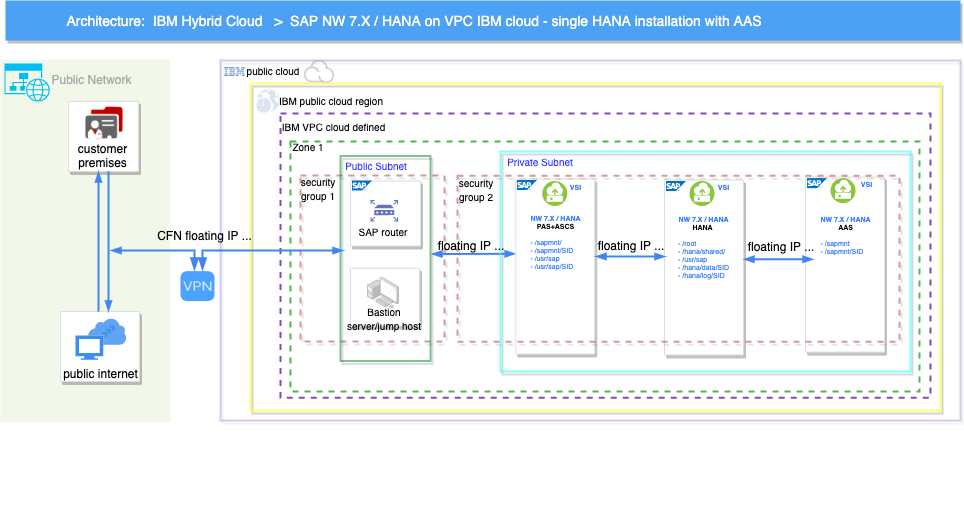 Architecture: IBM Hybrid Cloud > SAP NW 7.X / HANA on VPC IBM cloud - single HANA installation with AAS
Public Network
customer
premises
CFN floating IP ...
VPN
public internet
IBM public cloud
IBM public cloud region
IBM VPC cloud defined
Zone 1
security
group 1
Public Subnet
SAP
SAP router
Bastion
server/jump host
floating IP ...
security
group 2
Private Subnet
SAP
VSI
NW 7.X / HANA
PAS+ASCS
- /sapmnt/
- /sapmnt/SID
- /usr/sap
- /usr/sap/SID
floating IP ...
SAP
VSI
NW 7.X / HANA
HANA
- /root
- /hana/shared/
- /usr/sap
- /hana/data/SID
- /hana/log/SID
floating IP ...
SAP
VSI
NW 7.X / HANA
AAS
- /sapmnt
- /sapmnt/SID